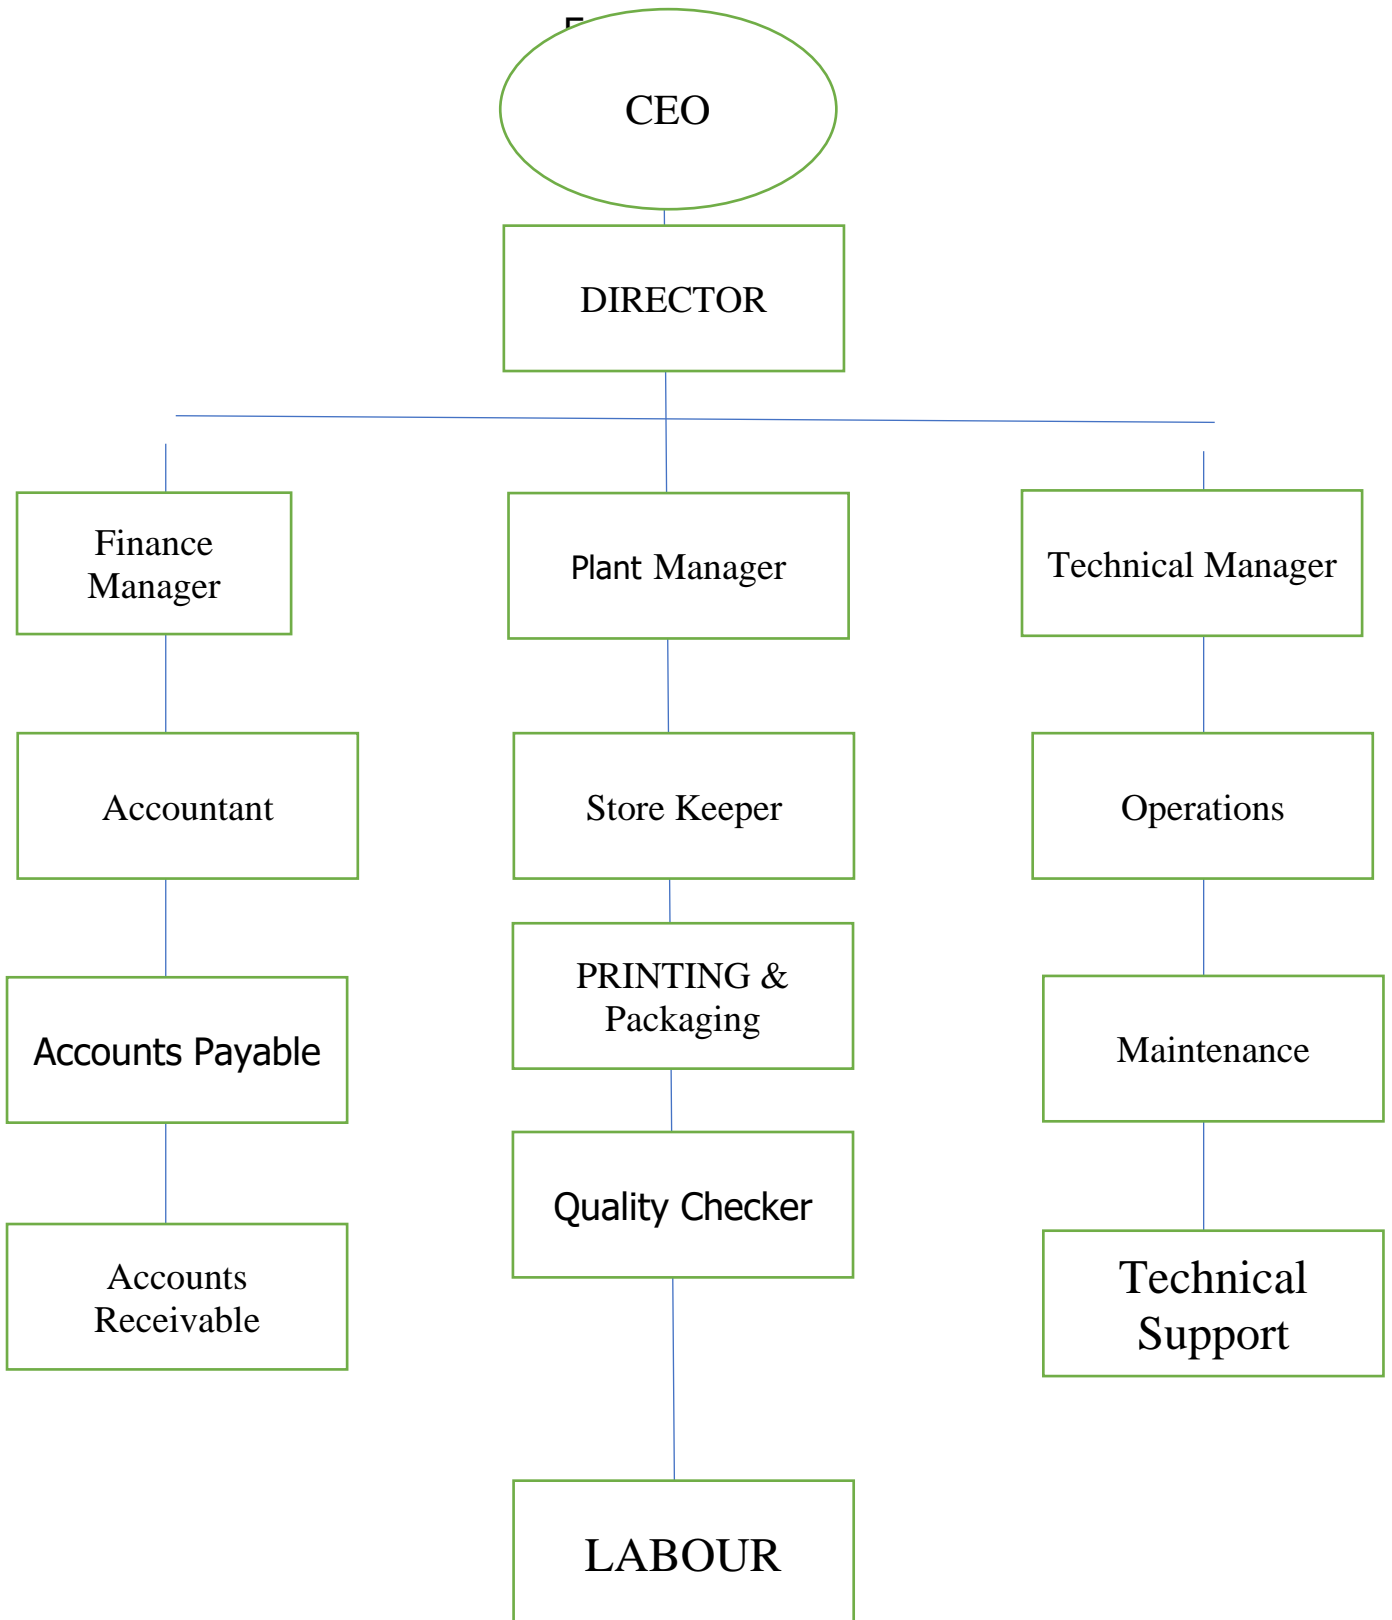 CEO
DIRECTOR
Finance
Manager
Plant Manager
Technical Manager
Accountant
Store Keeper
Operations
PRINTING &
Packaging
Accounts Payable
Maintenance
Quality Checker
Accounts
Receivable
Technical
Support
LABOUR